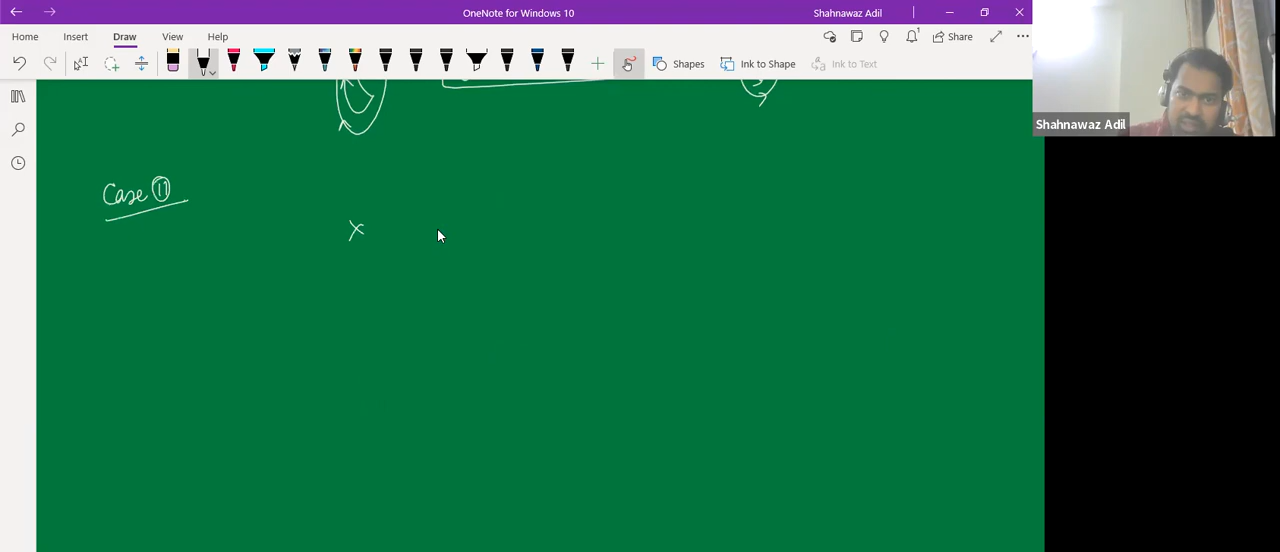 OneNote for Windows 10
Shahnawaz Adil
Home Insert Draw View Help
Share
Shapes Ink to Shape Ink to Text
Shahnawaz Adil
Case 11
X